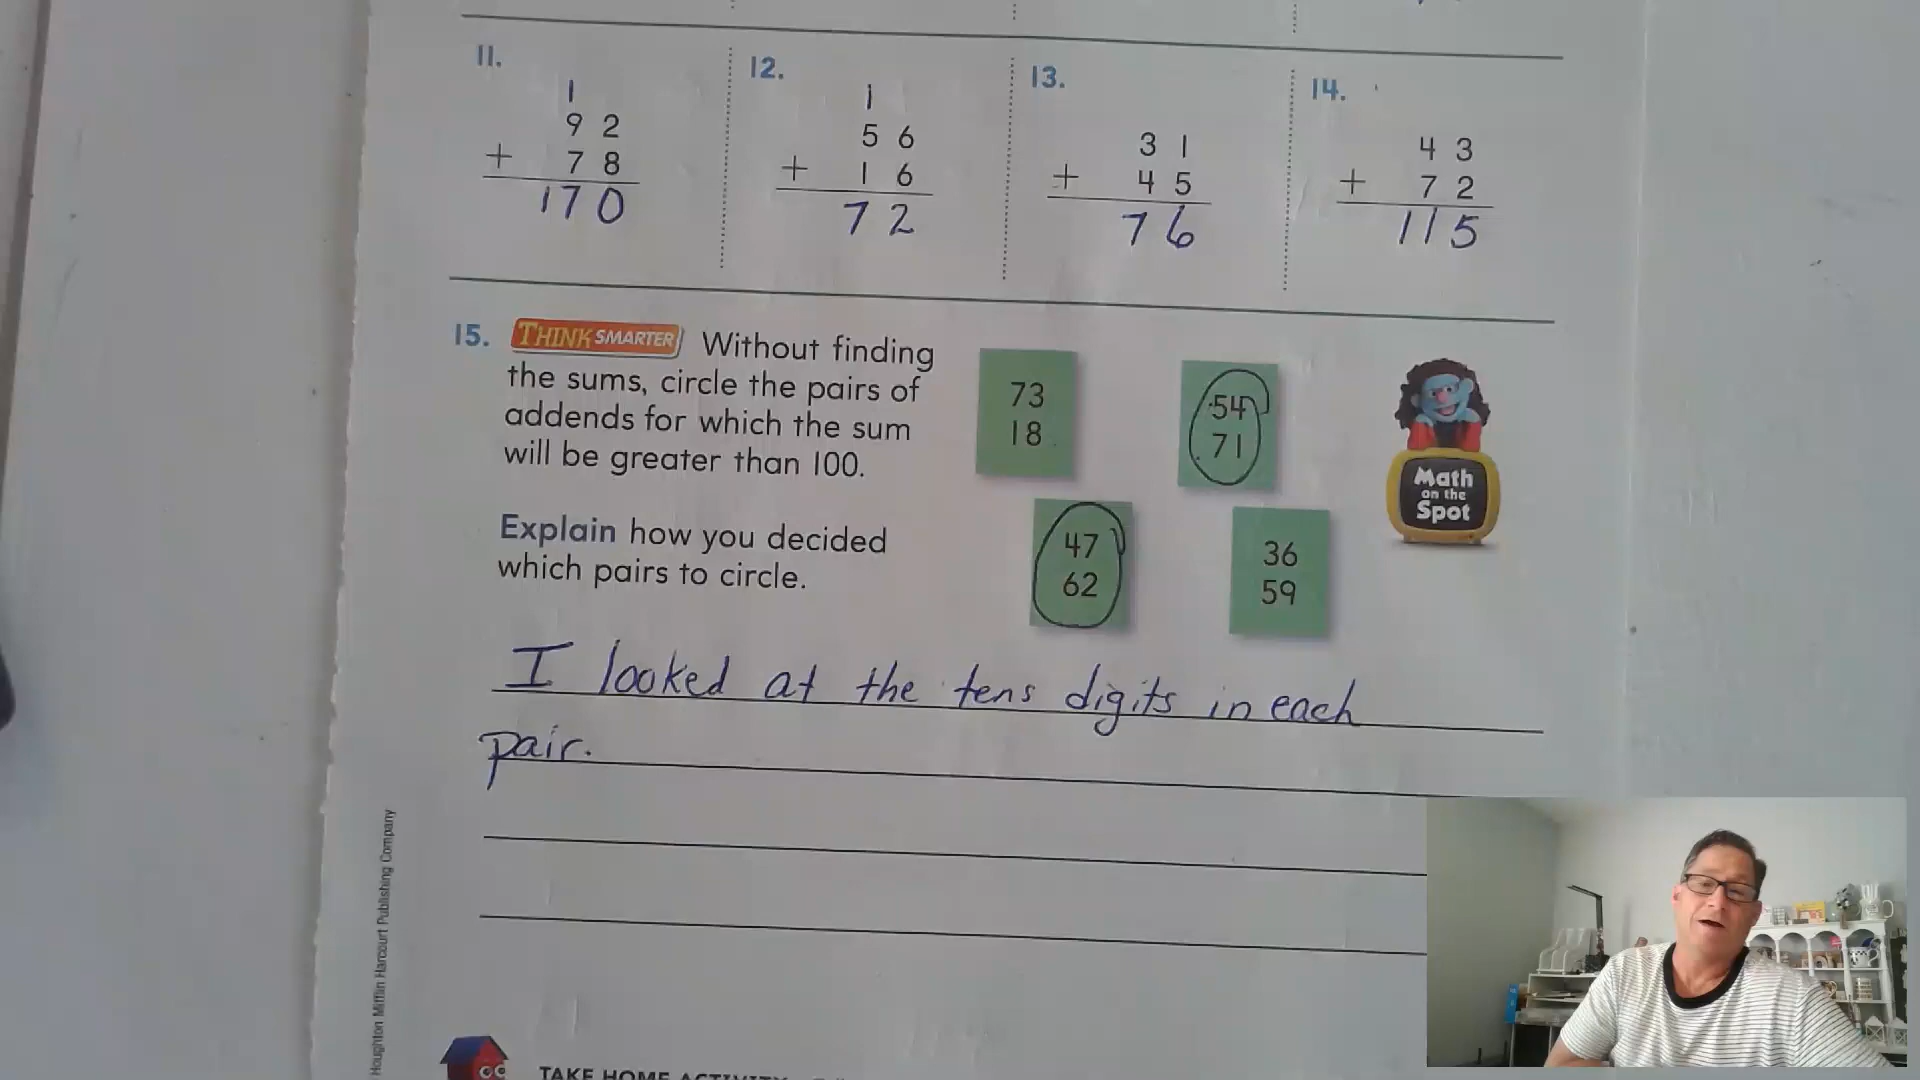 11.
12.
13.
14.
1
9 2
+ 7 8
170
1
5 6
+ 1 6
7 2
3 1
+ 4 5
7 6
4 3
+ 7 2
115
15. THINK SMARTER Without finding
the sums, circle the pairs of
addends for which the sum
will be greater than 100.
Explain how you decided
which pairs to circle.
73
18
54
71
47
62
36
59
Math
on the
Spot
I looked at the tens digits in each
pair.
Houghton Mifflin Harcourt Publishing Company
TAKE HOME ACTIVITY